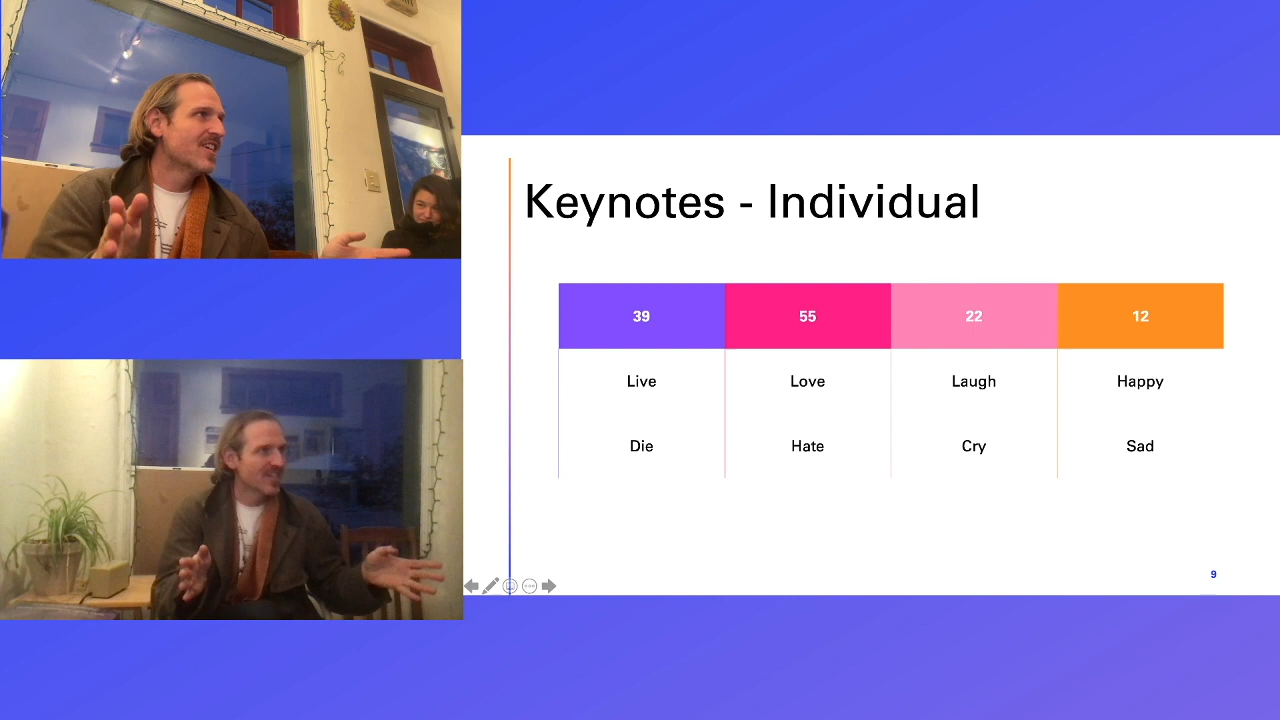 Keynotes - Individual
39 55 22 12
Live Love Laugh Happy
Die Hate Cry Sad
9